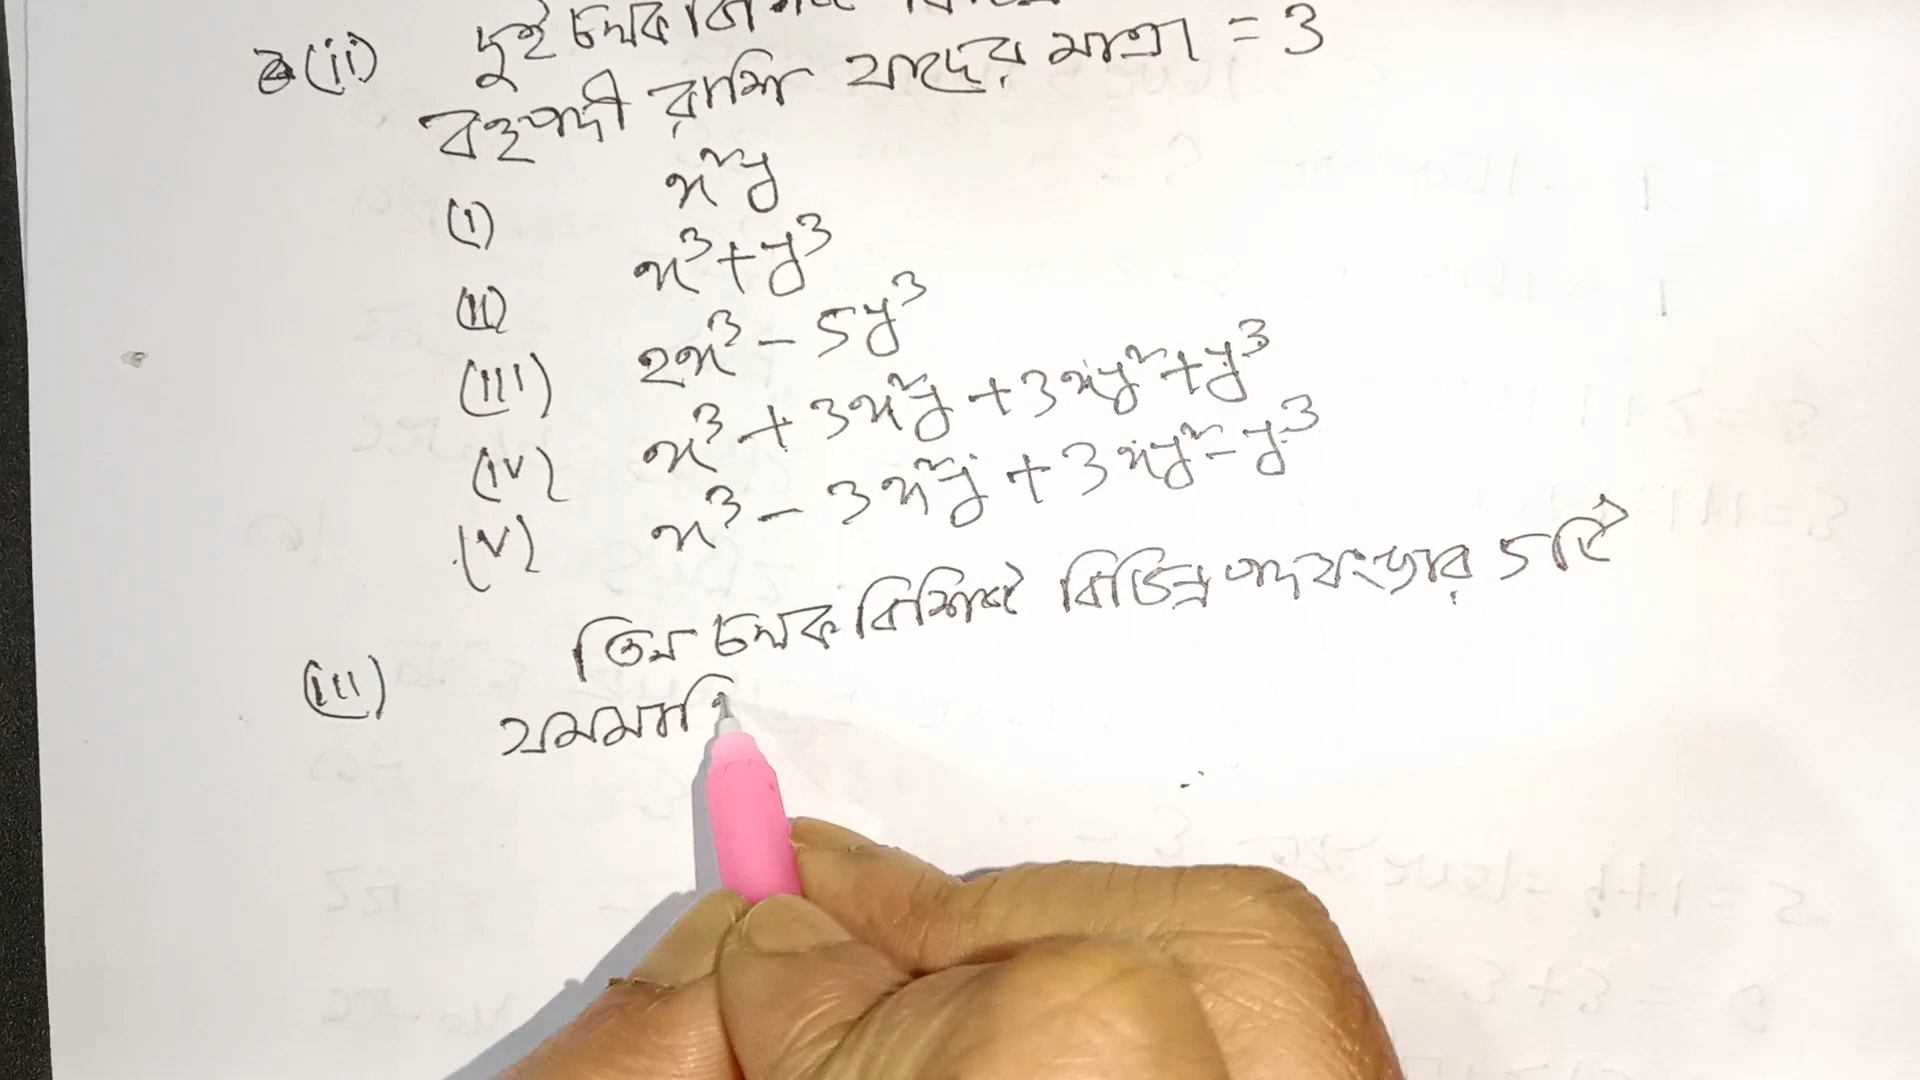 ২(ii) দুই চলক বিশিষ্ট
বহুপদী রাশি যাদের মাত্রা = 3
(i) x²y
(ii) x³+y³
(iii) 2x³ - 5y³
(iv) x³ + 3x²y + 3xy² + y³
(v) x³ - 3x²y + 3xy² - y³
(iii) তিন চলক বিশিষ্ট বিভিন্ন পদসংখ্যার 5টি
সমমা